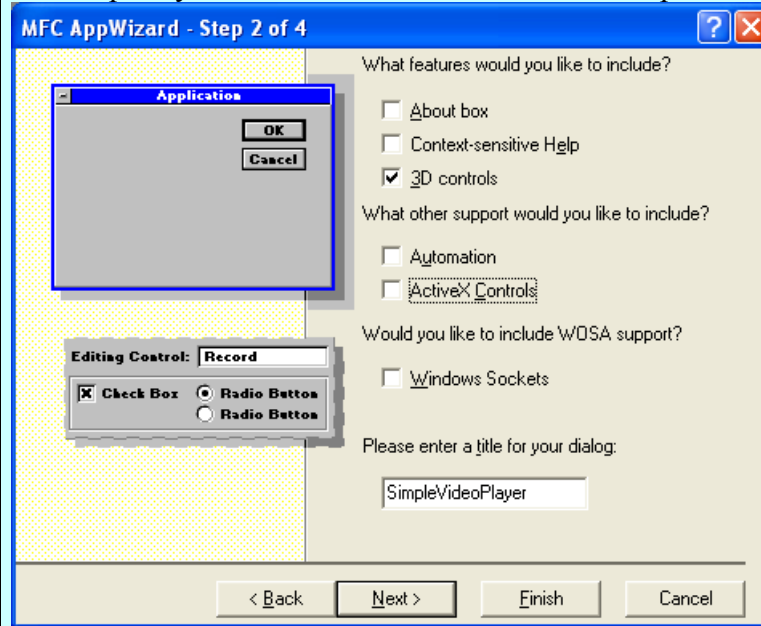 MFC AppWizard - Step 2 of 4
What features would you like to include?
Application
OK
Cancel
About box
Context-sensitive Help
3D controls
What other support would you like to include?
Automation
ActiveX Controls
Would you like to include WOSA support?
Editing Control: Record
Check Box Radio Button
Radio Button
Windows Sockets
Please enter a title for your dialog:
SimpleVideoPlayer
< Back Next > Finish Cancel